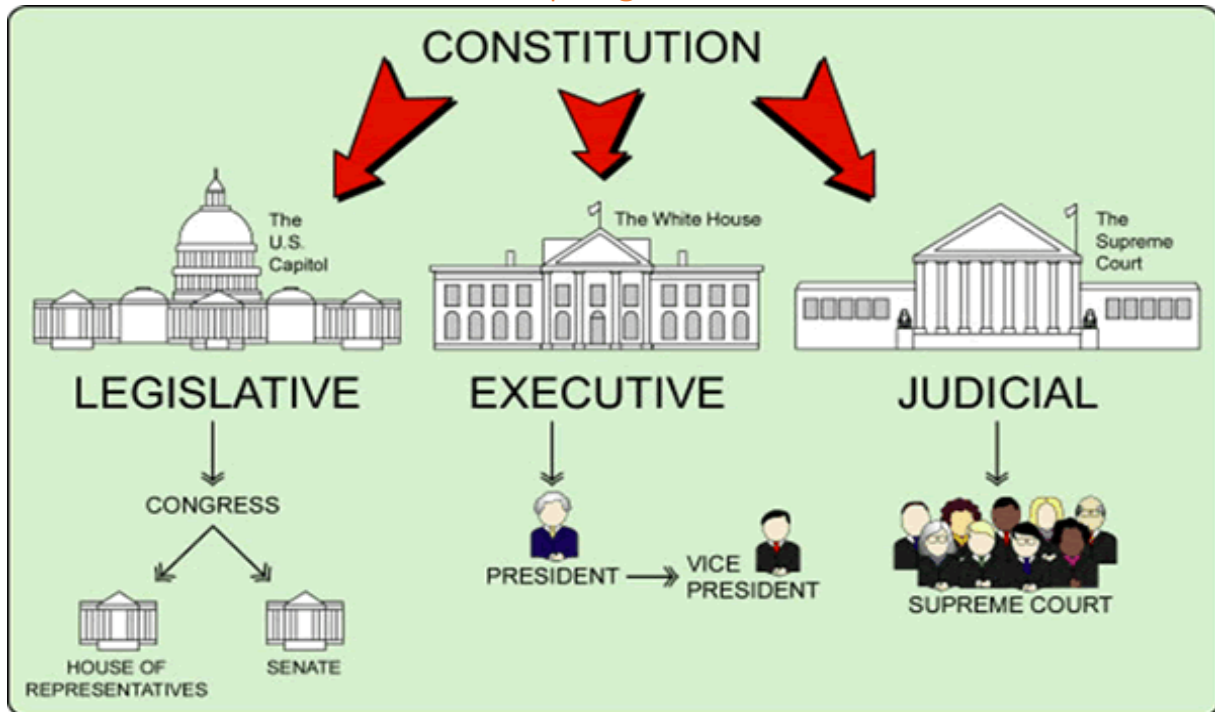 CONSTITUTION
The
U.S.
Capitol
The White House
The
Supreme
Court
LEGISLATIVE
EXECUTIVE
JUDICIAL
CONGRESS
HOUSE OF
REPRESENTATIVES
SENATE
PRESIDENT
VICE
PRESIDENT
SUPREME COURT